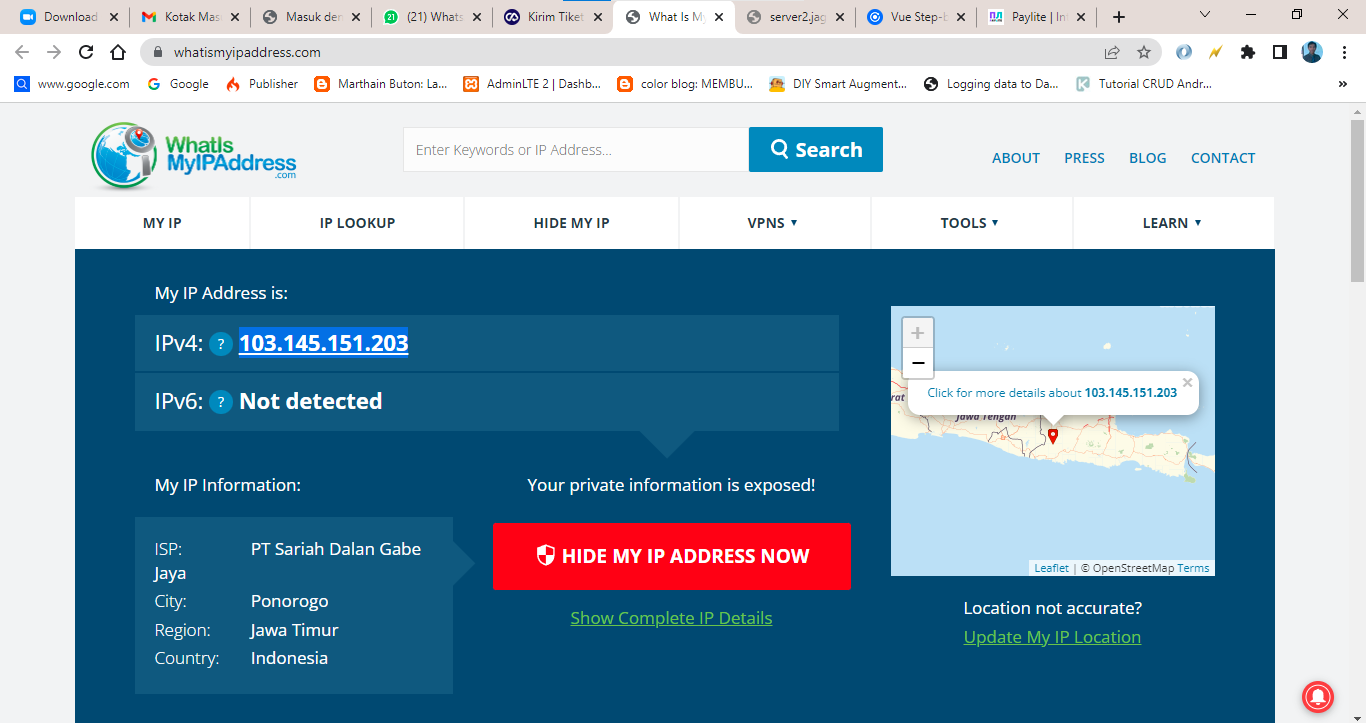 Download
Kotak Mas
Masuk den
(21) Whats
Kirim Tiket
What Is My
server2.jag
Vue Step-b
Paylite | In
whatismyipaddress.com
www.google.com
Google
Publisher
Marthain Buton: La...
AdminLTE 2 | Dashb...
color blog: MEMBU...
DIY Smart Augment...
Logging data to Da...
Tutorial CRUD Andr...
»
WhatIs
MyIPAddress
.com
Enter Keywords or IP Address...
Search
ABOUT
PRESS
BLOG
CONTACT
MY IP
IP LOOKUP
HIDE MY IP
VPNS ▼
TOOLS ▼
LEARN ▼
My IP Address is:
IPv4: ? 103.145.151.203
IPv6: ? Not detected
+
−
Click for more details about 103.145.151.203
×
rat
Jawa Tengah
Leaflet | © OpenStreetMap Terms
My IP Information:
Your private information is exposed!
ISP: PT Sariah Dalan Gabe
Jaya
City: Ponorogo
Region: Jawa Timur
Country: Indonesia
HIDE MY IP ADDRESS NOW
Show Complete IP Details
Location not accurate?
Update My IP Location